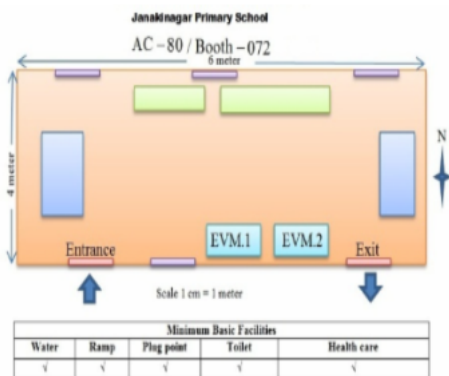 Janakinagar Primary School
AC-80/Booth-072
6 meter
4 meter
N
EVM.1 EVM.2
Entrance Exit
Scale 1 cm = 1 meter
Minimum Basic Facilities
Water Ramp Plug point Toilet Health care
√ √ √ √ √